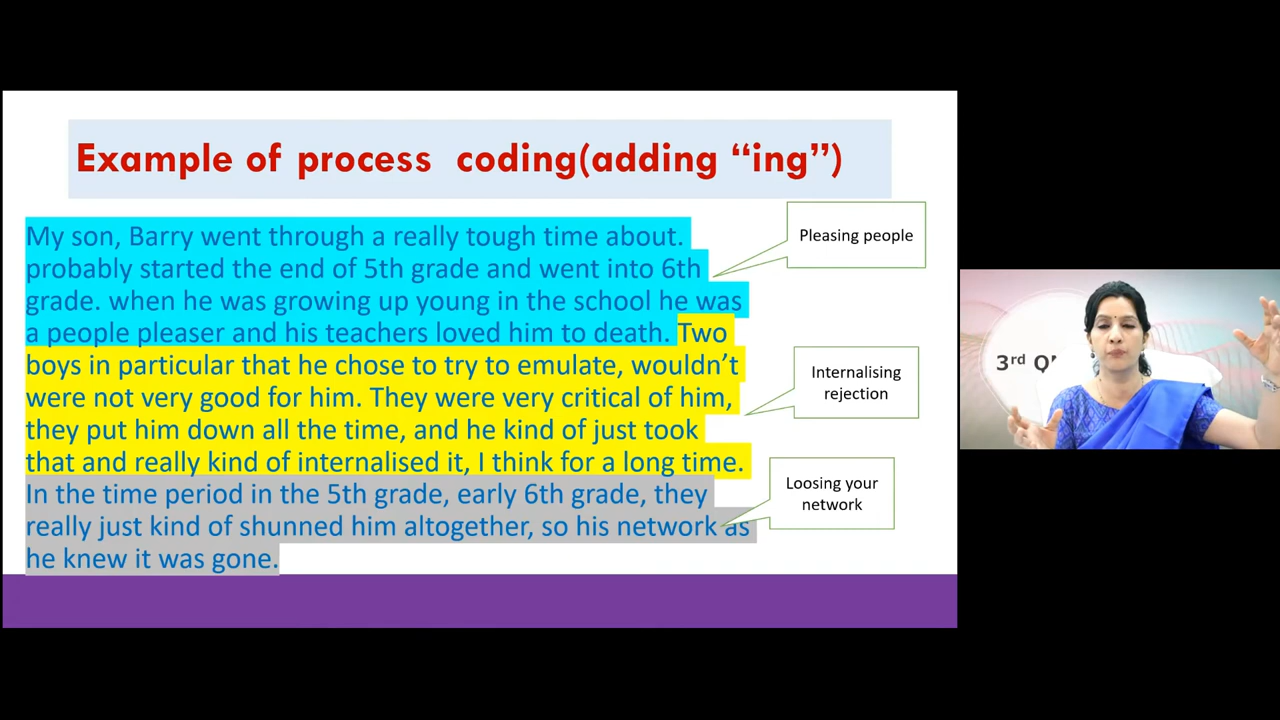 Example of process coding(adding “ing”)
My son, Barry went through a really tough time about.
probably started the end of 5th grade and went into 6th
grade. when he was growing up young in the school he was
a people pleaser and his teachers loved him to death. Two
boys in particular that he chose to try to emulate, wouldn’t
were not very good for him. They were very critical of him,
they put him down all the time, and he kind of just took
that and really kind of internalised it, I think for a long time.
In the time period in the 5th grade, early 6th grade, they
really just kind of shunned him altogether, so his network as
he knew it was gone.
Pleasing people
Internalising
rejection
Loosing your
network
3rd